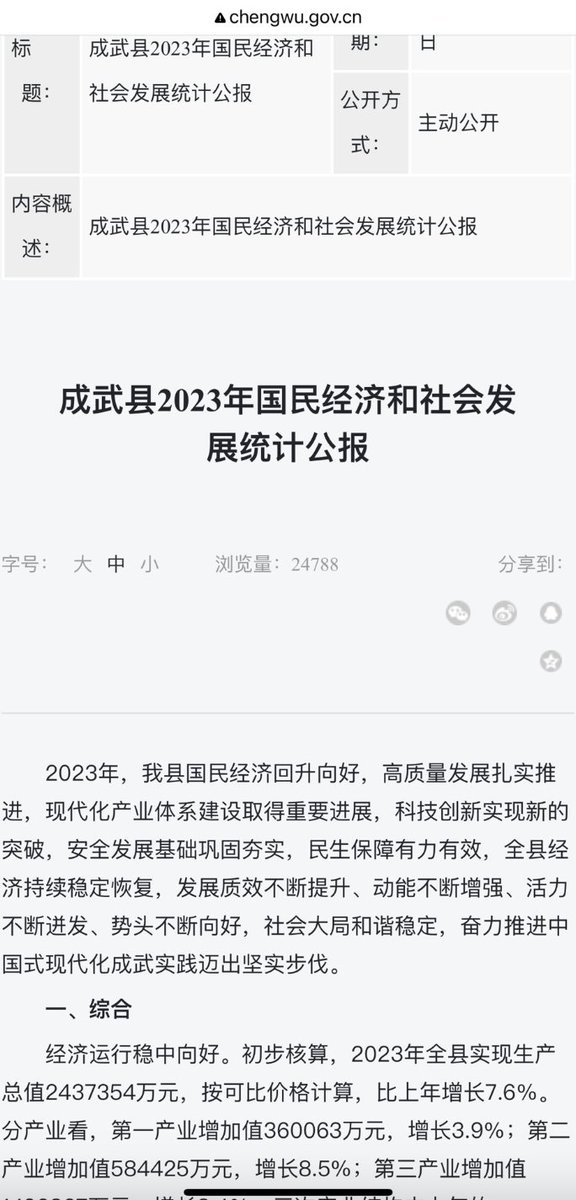 chengwu.gov.cn
标
题：
成武县2023年国民经济和
社会发展统计公报
期：
日
公开方
式：
主动公开
内容概
述：
成武县2023年国民经济和社会发展统计公报
成武县2023年国民经济和社会发
展统计公报
字号： 大 中 小 浏览量：24788 分享到：
2023年，我县国民经济回升向好，高质量发展扎实推
进，现代化产业体系建设取得重要进展，科技创新实现新的
突破，安全发展基础巩固夯实，民生保障有力有效，全县经
济持续稳定恢复，发展质效不断提升、动能不断增强、活力
不断迸发、势头不断向好，社会大局和谐稳定，奋力推进中
国式现代化成武实践迈出坚实步伐。
一、综合
经济运行稳中向好。初步核算，2023年全县实现生产
总值2437354万元，按可比价格计算，比上年增长7.6%。
分产业看，第一产业增加值360063万元，增长3.9%；第二
产业增加值584425万元，增长8.5%；第三产业增加值